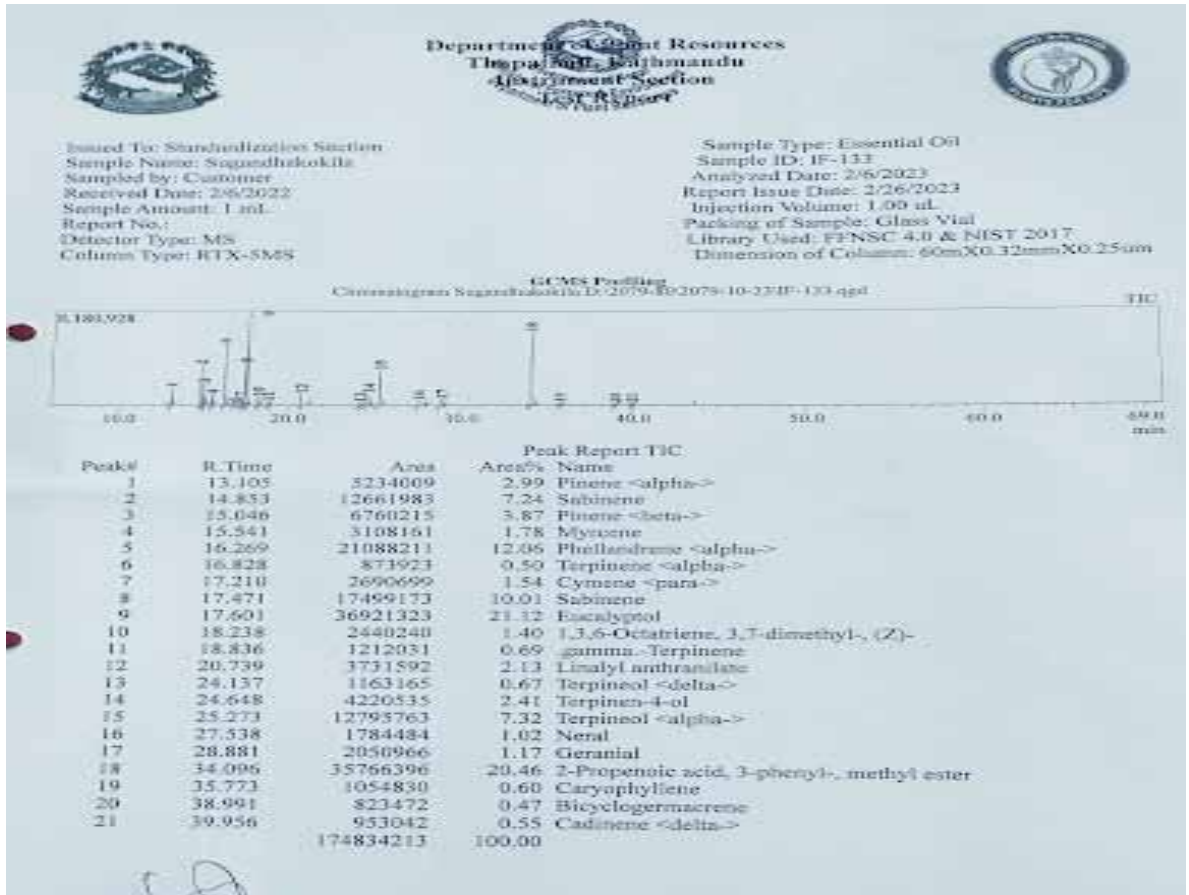 Department of Plant Resources
Thapathali, Kathmandu
Instrument Section
Test Report
Issued To: Standardization Section
Sample Name: Sugandhakokila
Sampled by: Customer
Received Date: 2/6/2022
Sample Amount: 1 mL
Report No.:
Detector Type: MS
Column Type: RTX-5MS
Sample Type: Essential Oil
Sample ID: IF-133
Analyzed Date: 2/6/2023
Report Issue Date: 2/26/2023
Injection Volume: 1.00 uL
Packing of Sample: Glass Vial
Library Used: FFNSC 4.0 & NIST 2017
Dimension of Column: 60mX0.32mmX0.25um
GCMS Profiling
Chromatogram Sugandhakokila
TIC
8,180,928
10.0 20.0 30.0 40.0 50.0 60.0 69.0
min
Peak Report TIC
Peak# R.Time Area Area% Name
1 13.105 5234009 2.99 Pinene <alpha->
2 14.853 12661983 7.24 Sabinene
3 15.046 6760215 3.87 Pinene <beta->
4 15.541 3108161 1.78 Myrcene
5 16.269 21088211 12.06 Phellandrene <alpha->
6 16.828 873923 0.50 Terpinene <alpha->
7 17.210 2690699 1.54 Cymene <para->
8 17.471 17499173 10.01 Sabinene
9 17.601 36921323 21.12 Eucalyptol
10 18.238 2440240 1.40 1,3,6-Octatriene, 3,7-dimethyl-, (Z)-
11 18.836 1212031 0.69 .gamma.-Terpinene
12 20.739 3731592 2.13 Linalyl anthranilate
13 24.137 1163165 0.67 Terpineol <delta->
14 24.648 4220535 2.41 Terpinen-4-ol
15 25.273 12795763 7.32 Terpineol <alpha->
16 27.538 1784484 1.02 Neral
17 28.881 2050966 1.17 Geranial
18 34.096 35766396 20.46 2-Propenoic acid, 3-phenyl-, methyl ester
19 35.773 1054830 0.60 Caryophyllene
20 38.991 823472 0.47 Bicyclogermacrene
21 39.956 953042 0.55 Cadinene <delta->
174834213 100.00